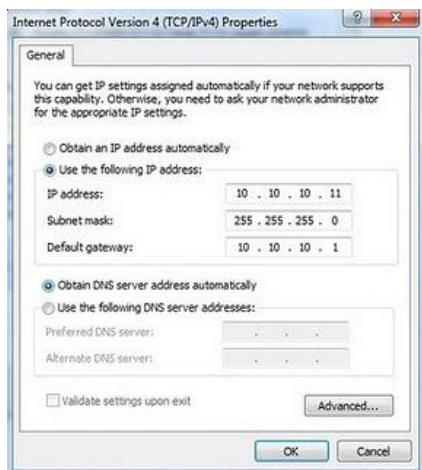 Internet Protocol Version 4 (TCP/IPv4) Properties
General
You can get IP settings assigned automatically if your network supports
this capability. Otherwise, you need to ask your network administrator
for the appropriate IP settings.
Obtain an IP address automatically
Use the following IP address:
IP address: 10 . 10 . 10 . 11
Subnet mask: 255 . 255 . 255 . 0
Default gateway: 10 . 10 . 10 . 1
Obtain DNS server address automatically
Use the following DNS server addresses:
Preferred DNS server: . . .
Alternate DNS server: . . .
Validate settings upon exit
Advanced...
OK Cancel